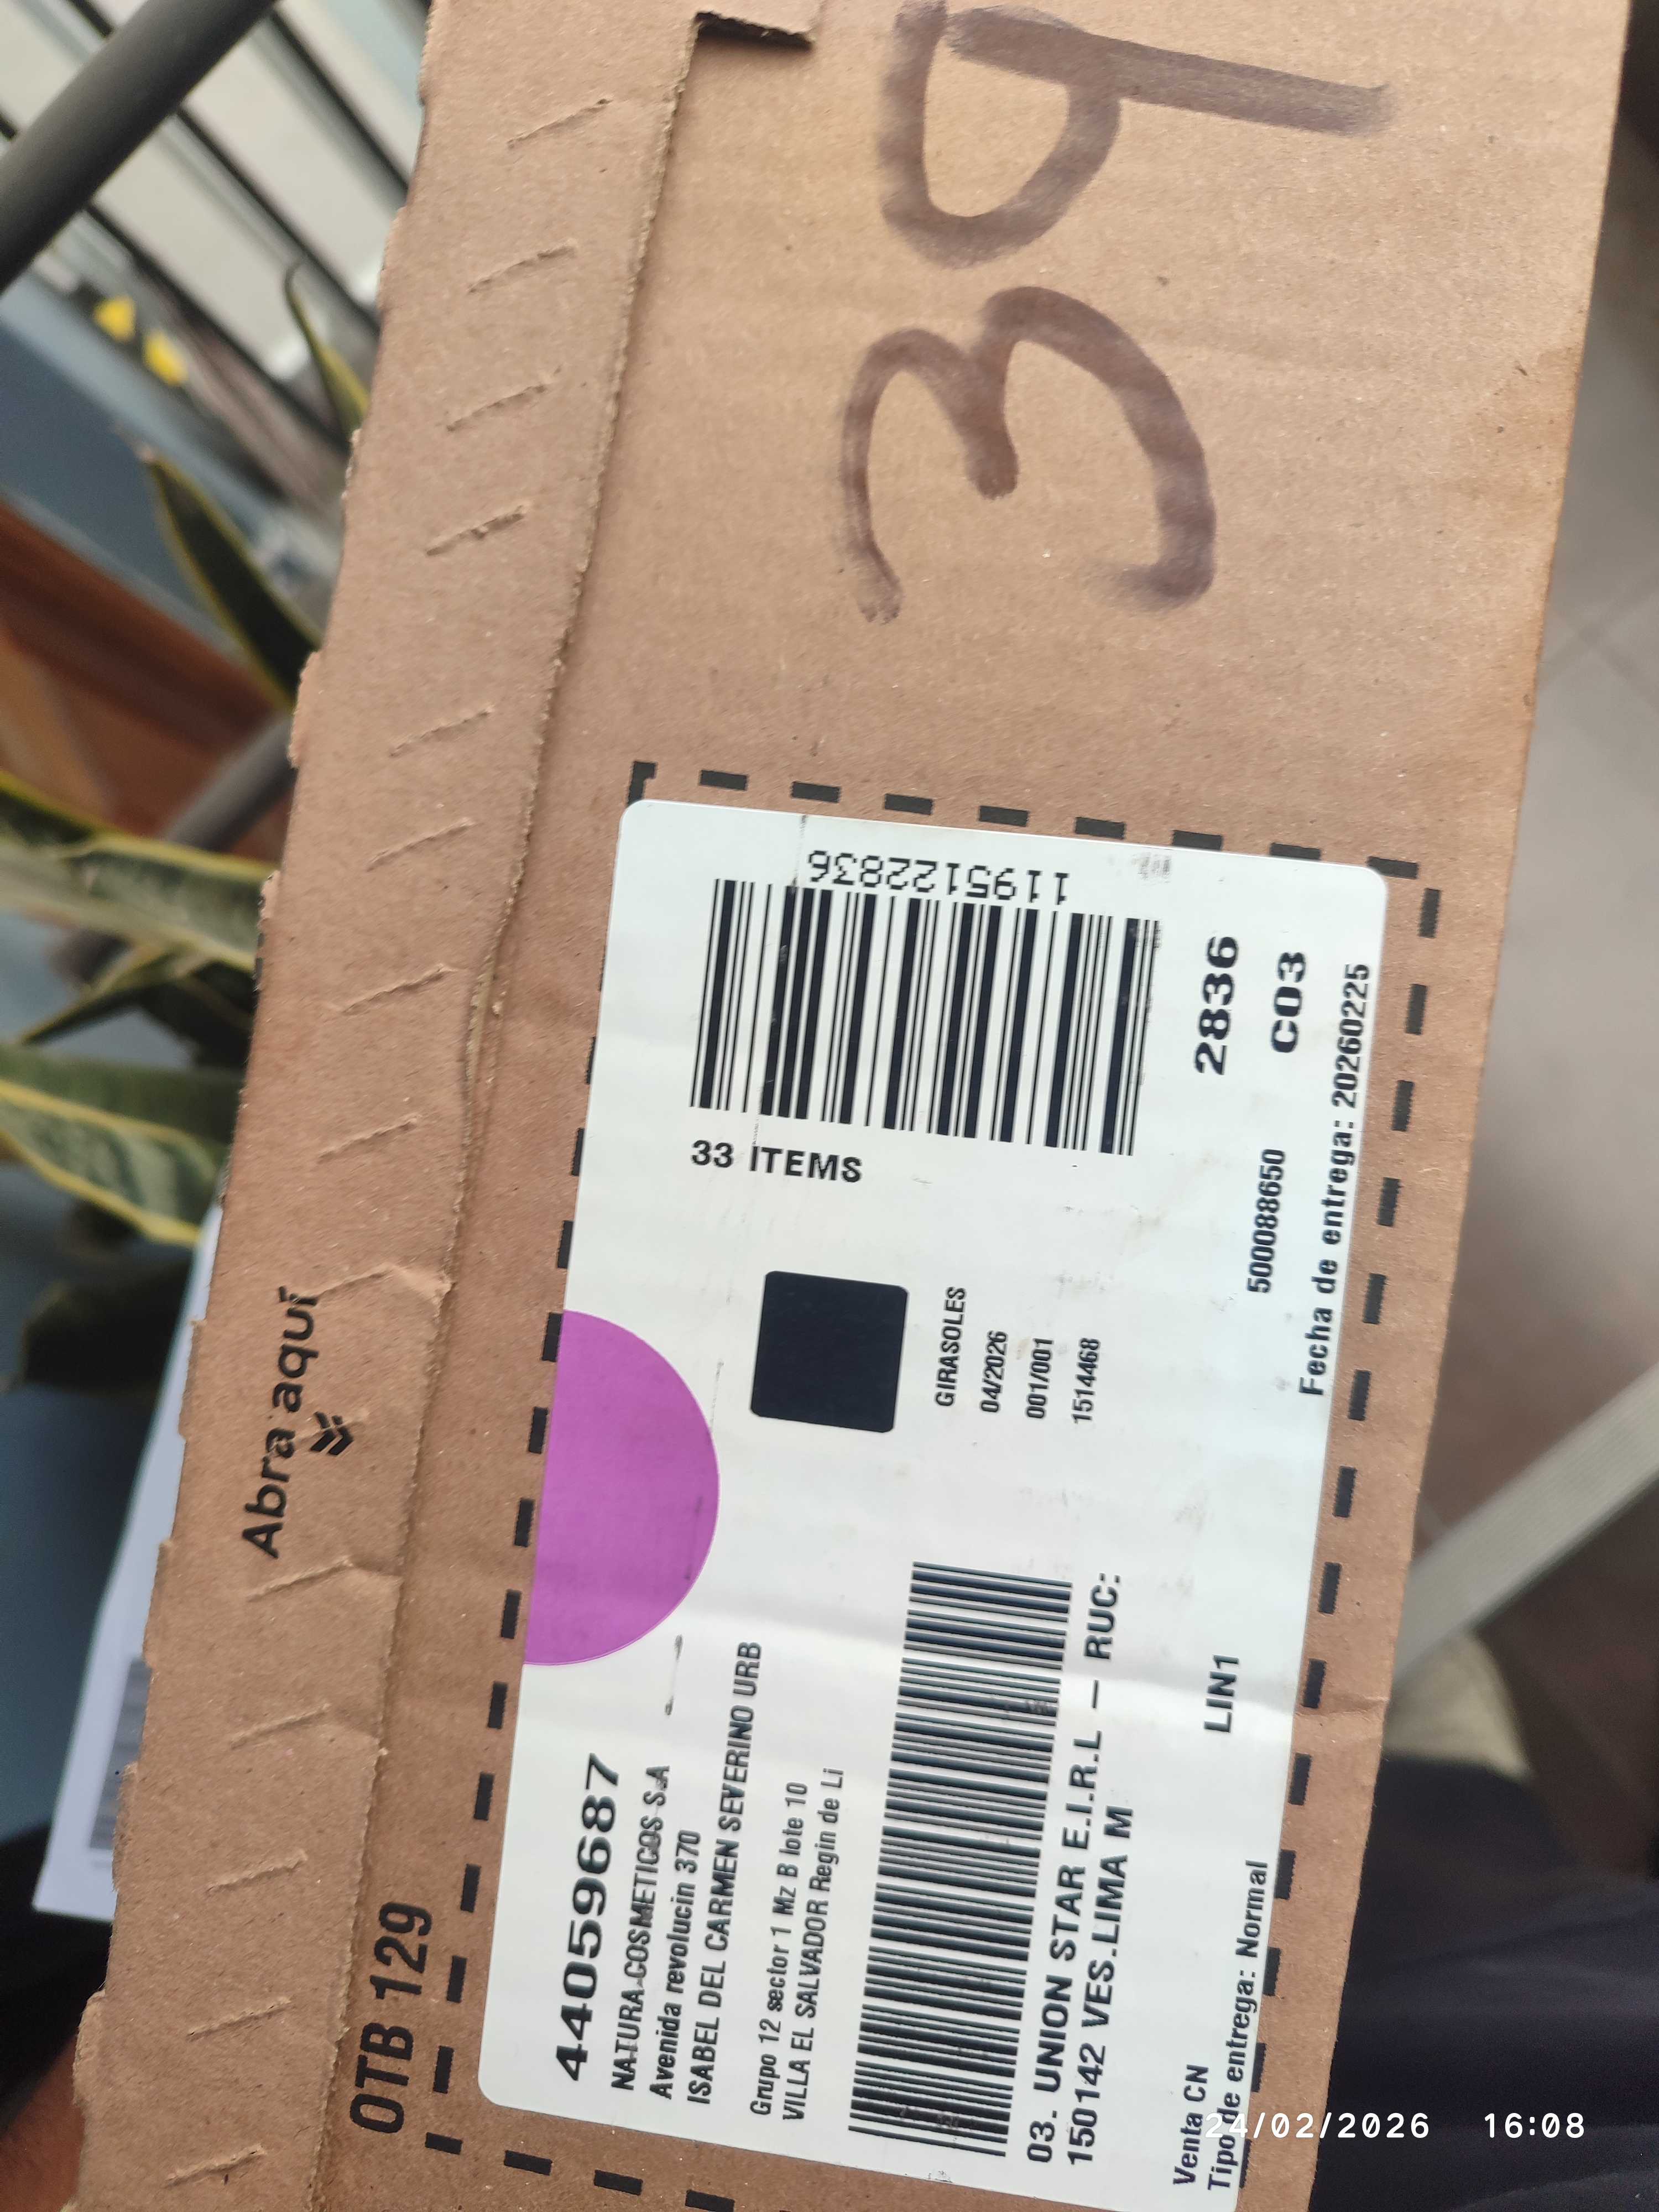 39
Abra aquí
OTB 129
44059687
NATURA COSMETICOS S.A
Avenida revolucin 370
ISABEL DEL CARMEN SEVERINO URB
Grupo 12 sector 1 Mz B lote 10
VILLA EL SALVADOR Regin de Li
03. UNION STAR E.I.R.L – RUC:
150142 VES.LIMA M
LIN1
Venta CN
Tipo de entrega: Normal
33 ITEMS
1195122836
GIRASOLES
04/2026
001/001
1514468
2836
C03
500088650
Fecha de entrega: 20260225
24/02/2026 16:08